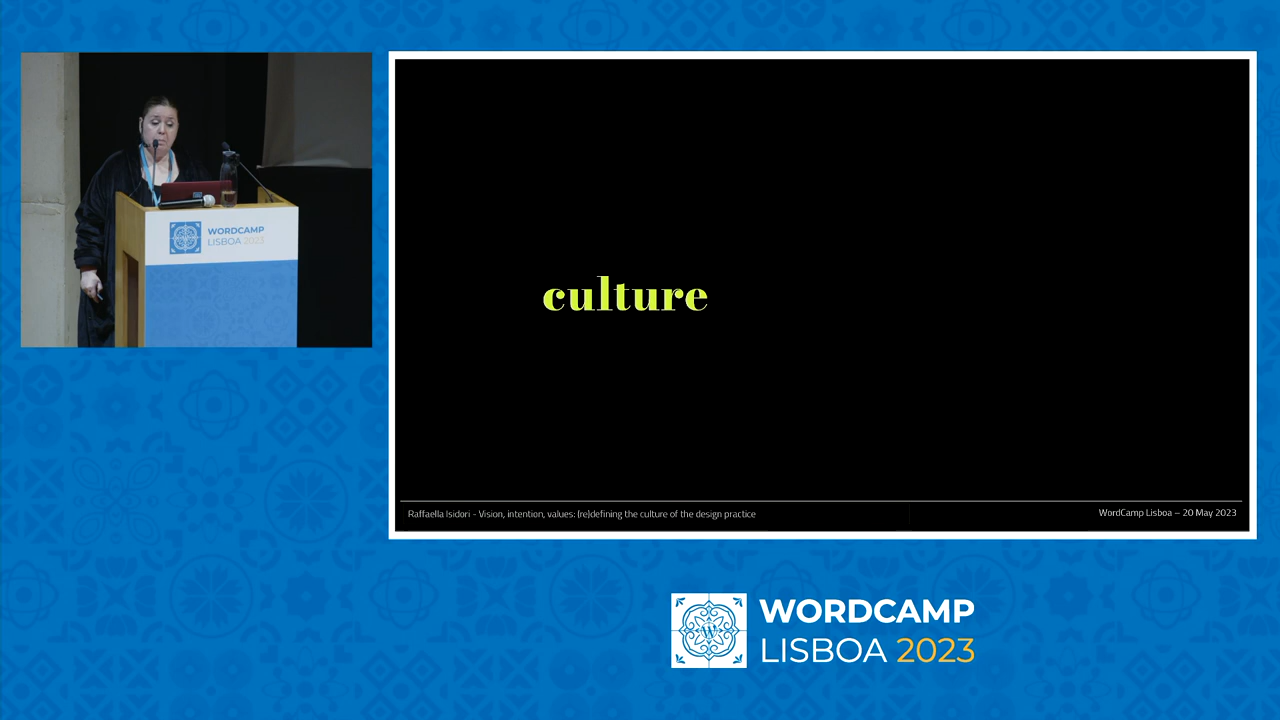 WORDCAMP
LISBOA 2023
culture
Raffaella Isidori - Vision, intention, values: (re)defining the culture of the design practice
WordCamp Lisboa – 20 May 2023
WORDCAMP
LISBOA 2023